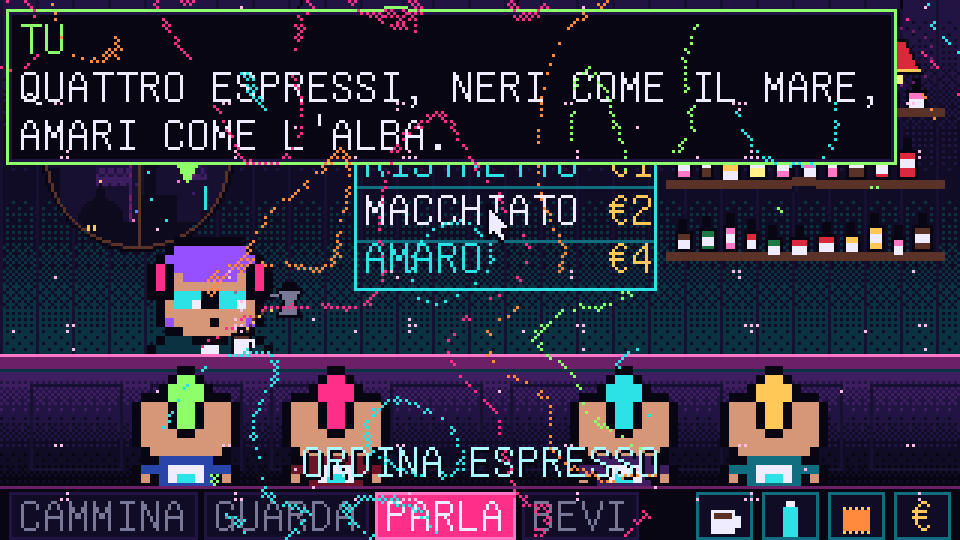 TU
QUATTRO ESPRESSI, NERI COME IL MARE,
AMARI COME L'ALBA.
RISTRETTO €1
MACCHIATO €2
AMARO €4
ORDINA ESPRESSO
CAMMINA GUARDA PARLA BEVI
€